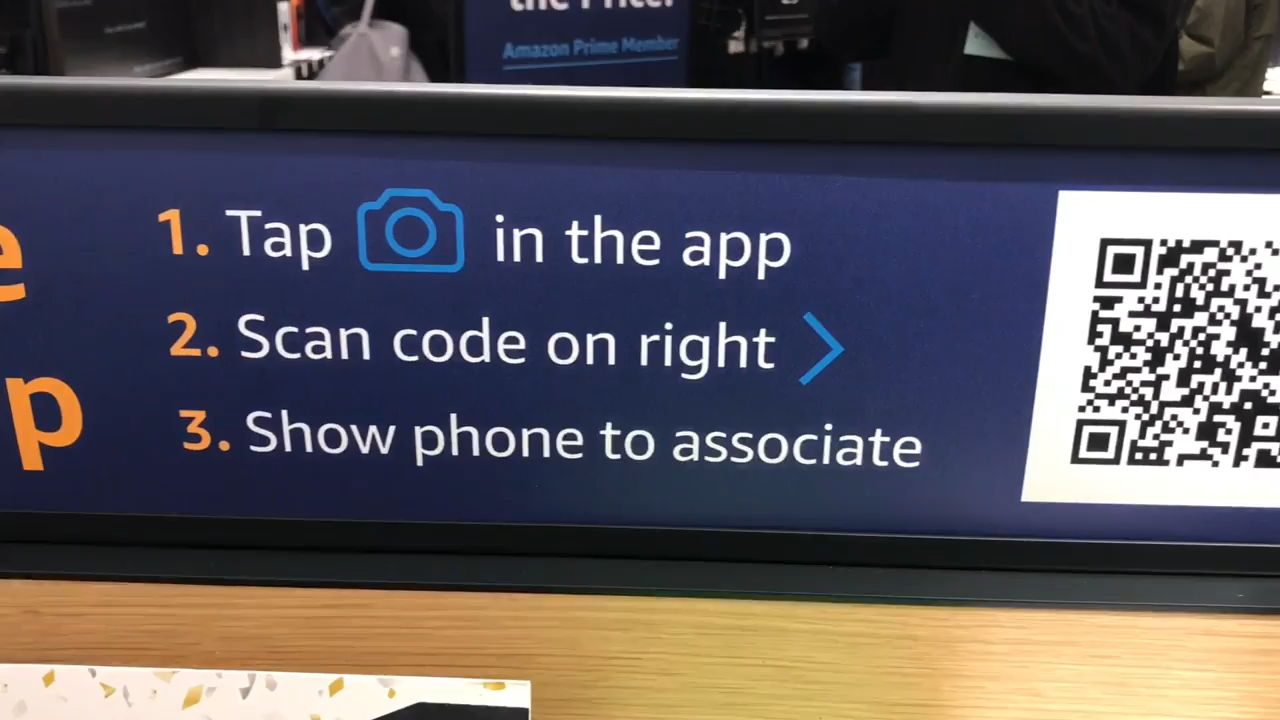 the Price.
Amazon Prime Member
e
p
1. Tap in the app
2. Scan code on right
3. Show phone to associate